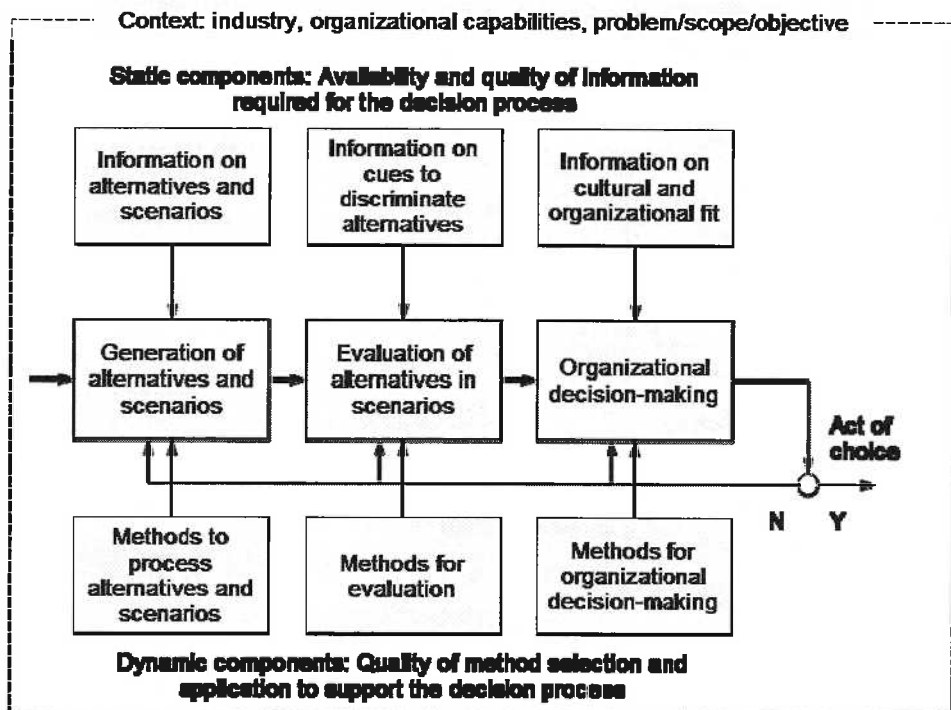 Context: industry, organizational capabilities, problem/scope/objective
Static components: Availability and quality of information
required for the decision process
Information on
alternatives and
scenarios
Information on
cues to
discriminate
alternatives
Information on
cultural and
organizational fit
Generation of
alternatives and
scenarios
Evaluation of
alternatives in
scenarios
Organizational
decision-making
Act of
choice
N
Y
Methods to
process
alternatives and
scenarios
Methods for
evaluation
Methods for
organizational
decision-making
Dynamic components: Quality of method selection and
application to support the decision process